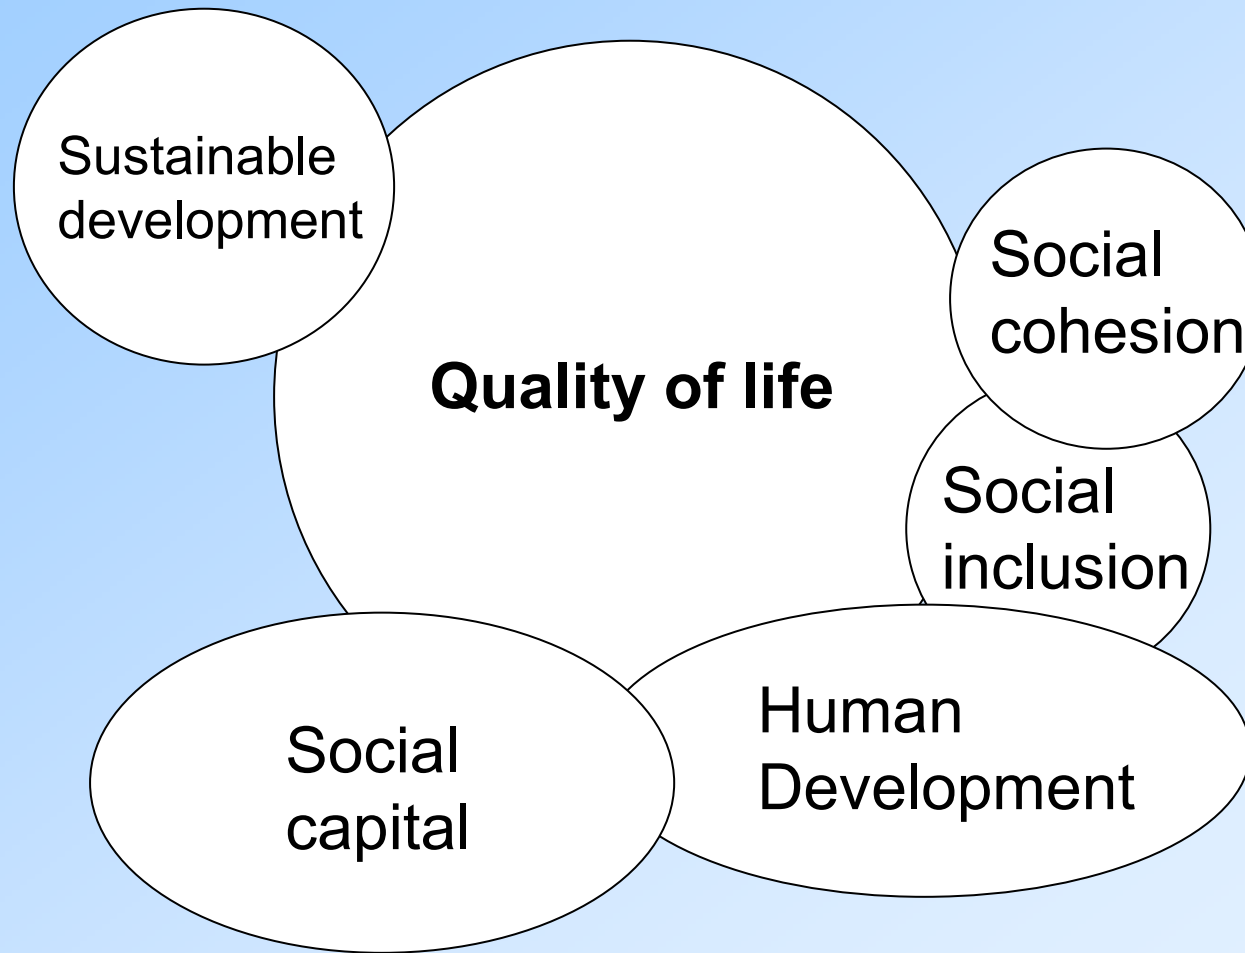 Sustainable
development
Quality of life
Social
cohesion
Social
inclusion
Human
Development
Social
capital